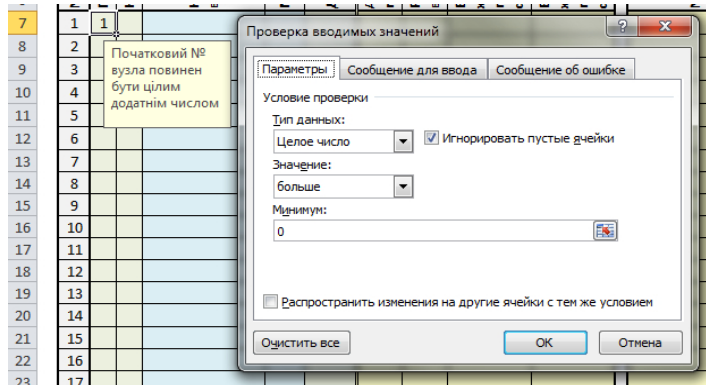 7 1 1
8 2
9 3
10 4
11 5
12 6
13 7
14 8
15 9
16 10
17 11
18 12
19 13
20 14
21 15
22 16
23 17
Початковий №
вузла повинен
бути цілим
додатнім числом
Проверка вводимых значений
Параметры Сообщение для ввода Сообщение об ошибке
Условие проверки
Тип данных:
Целое число Игнорировать пустые ячейки
Значение:
больше
Минимум:
0
Распространить изменения на другие ячейки с тем же условием
Очистить все ОК Отмена